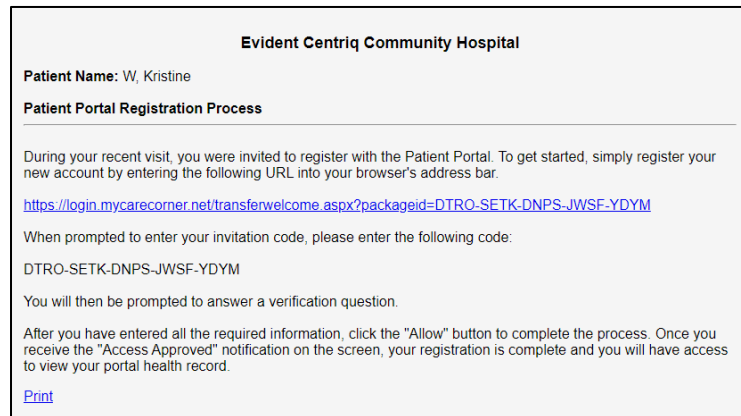 Evident Centriq Community Hospital
Patient Name: W, Kristine
Patient Portal Registration Process
During your recent visit, you were invited to register with the Patient Portal. To get started, simply register your
new account by entering the following URL into your browser's address bar.
https://login.mycarecorner.net/transferwelcome.aspx?packageid=DTRO-SETK-DNPS-JWSF-YDYM
When prompted to enter your invitation code, please enter the following code:
DTRO-SETK-DNPS-JWSF-YDYM
You will then be prompted to answer a verification question.
After you have entered all the required information, click the "Allow" button to complete the process. Once you
receive the "Access Approved" notification on the screen, your registration is complete and you will have access
to view your portal health record.
Print